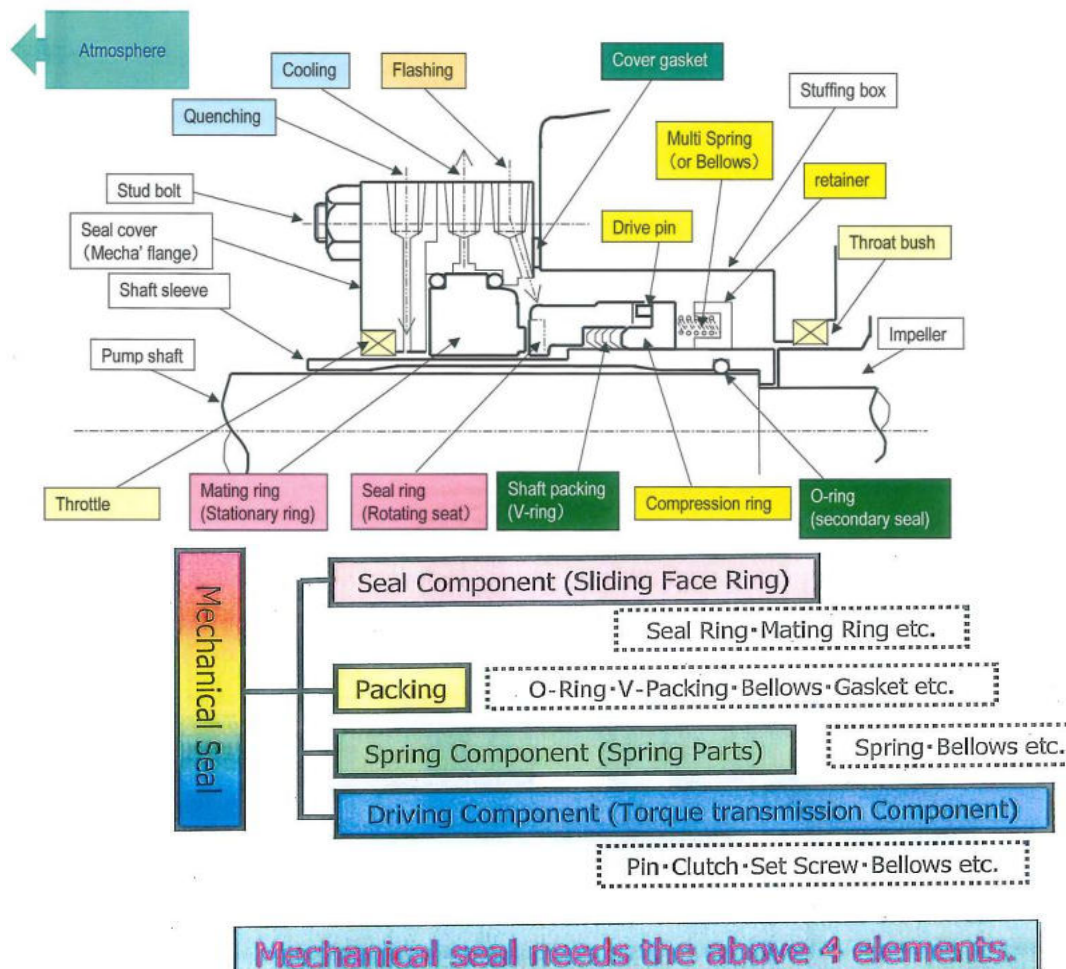 Atmosphere
Cooling
Flashing
Cover gasket
Quenching
Stuffing box
Multi Spring
(or Bellows)
Stud bolt
retainer
Seal cover
(Mecha' flange)
Drive pin
Throat bush
Shaft sleeve
Pump shaft
Impeller
Throttle
Mating ring
(Stationary ring)
Seal ring
(Rotating seat)
Shaft packing
(V-ring)
Compression ring
O-ring
(secondary seal)
Mechanical Seal
Seal Component (Sliding Face Ring)
Seal Ring・Mating Ring etc.
Packing
O-Ring・V-Packing・Bellows・Gasket etc.
Spring Component (Spring Parts)
Spring・Bellows etc.
Driving Component (Torque transmission Component)
Pin・Clutch・Set Screw・Bellows etc.
Mechanical seal needs the above 4 elements.